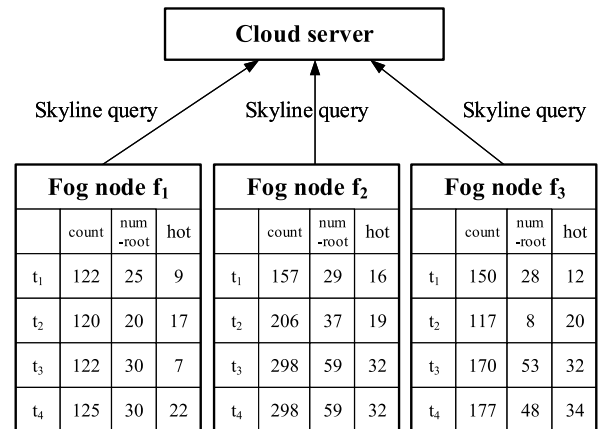 Cloud server
Skyline query Skyline query Skyline query
Fog node f₁ Fog node f₂ Fog node f₃
count num -root hot count num -root hot count num -root hot
t₁ 122 25 9 t₁ 157 29 16 t₁ 150 28 12
t₂ 120 20 17 t₂ 206 37 19 t₂ 117 8 20
t₃ 122 30 7 t₃ 298 59 32 t₃ 170 53 32
t₄ 125 30 22 t₄ 298 59 32 t₄ 177 48 34